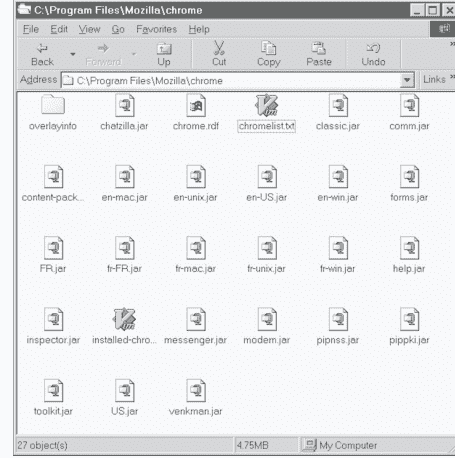 C:\Program Files\Mozilla\chrome
File Edit View Go Favorites Help
Back Forward Up Cut Copy Paste Undo
Address C:\Program Files\Mozilla\chrome Links
overlayinfo chatzilla.jar chrome.rdf chromelist.txt classic.jar comm.jar
content-pack... en-mac.jar en-unix.jar en-US.jar en-win.jar forms.jar
FR.jar fr-FR.jar fr-mac.jar fr-unix.jar fr-win.jar help.jar
inspector.jar installed-chro... messenger.jar modern.jar pipnss.jar pippki.jar
toolkit.jar US.jar venkman.jar
27 object(s) 4.75MB My Computer